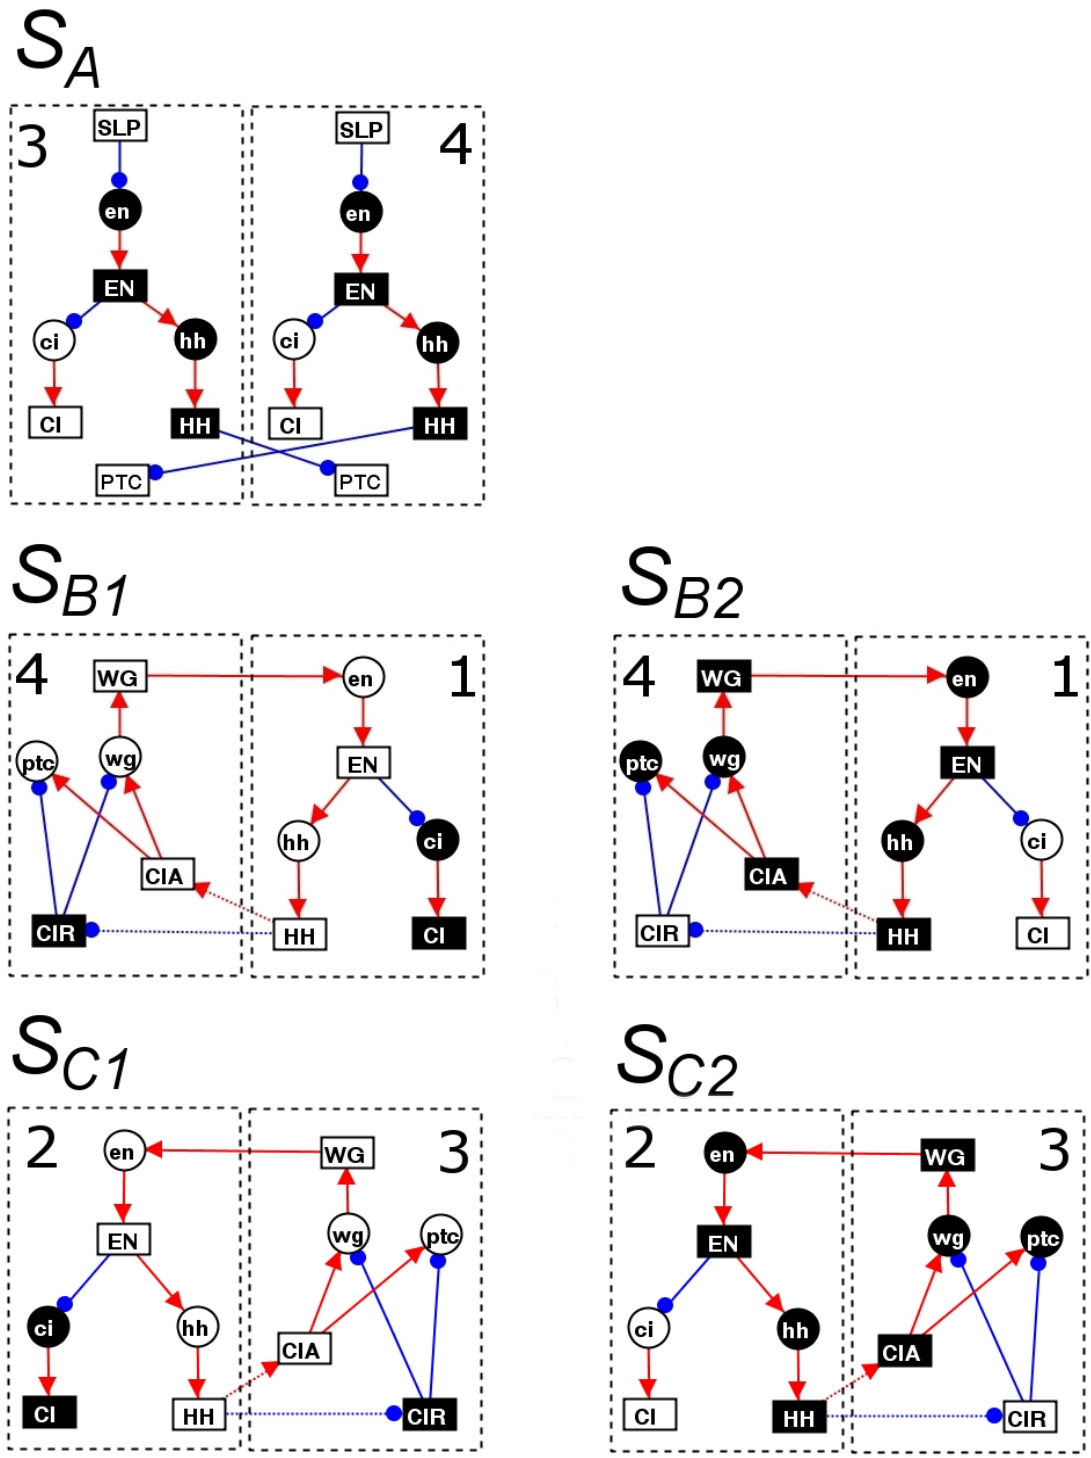 S_A
3
SLP
SLP
4
en
en
EN
EN
ci
hh
ci
hh
CI
HH
CI
HH
PTC
PTC
S_B1
S_B2
4
WG
en
1
4
WG
en
1
ptc
wg
EN
ptc
wg
EN
hh
ci
hh
ci
CIA
CIA
CIR
HH
CI
CIR
HH
CI
S_C1
S_C2
2
en
WG
3
2
en
WG
3
EN
wg
ptc
EN
wg
ptc
ci
hh
CIA
ci
hh
CIA
CI
HH
CIR
CI
HH
CIR